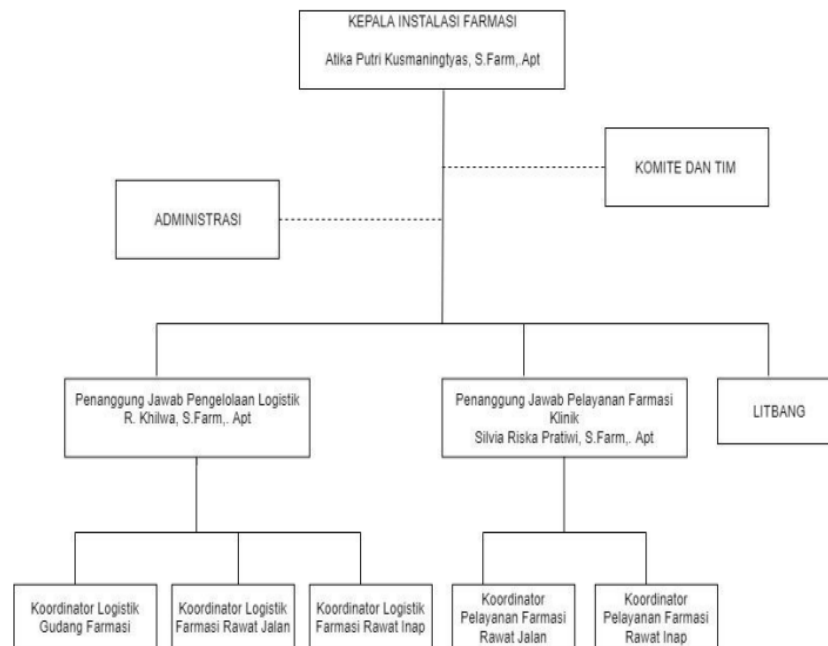 KEPALA INSTALASI FARMASI
Atika Putri Kusmaningtyas, S.Farm,.Apt
KOMITE DAN TIM
ADMINISTRASI
Penanggung Jawab Pengelolaan Logistik
R. Khilwa, S.Farm,. Apt
Penanggung Jawab Pelayanan Farmasi
Klinik
Silvia Riska Pratiwi, S.Farm,. Apt
LITBANG
Koordinator Logistik
Gudang Farmasi
Koordinator Logistik
Farmasi Rawat Jalan
Koordinator Logistik
Farmasi Rawat Inap
Koordinator
Pelayanan Farmasi
Rawat Jalan
Koordinator
Pelayanan Farmasi
Rawat Inap